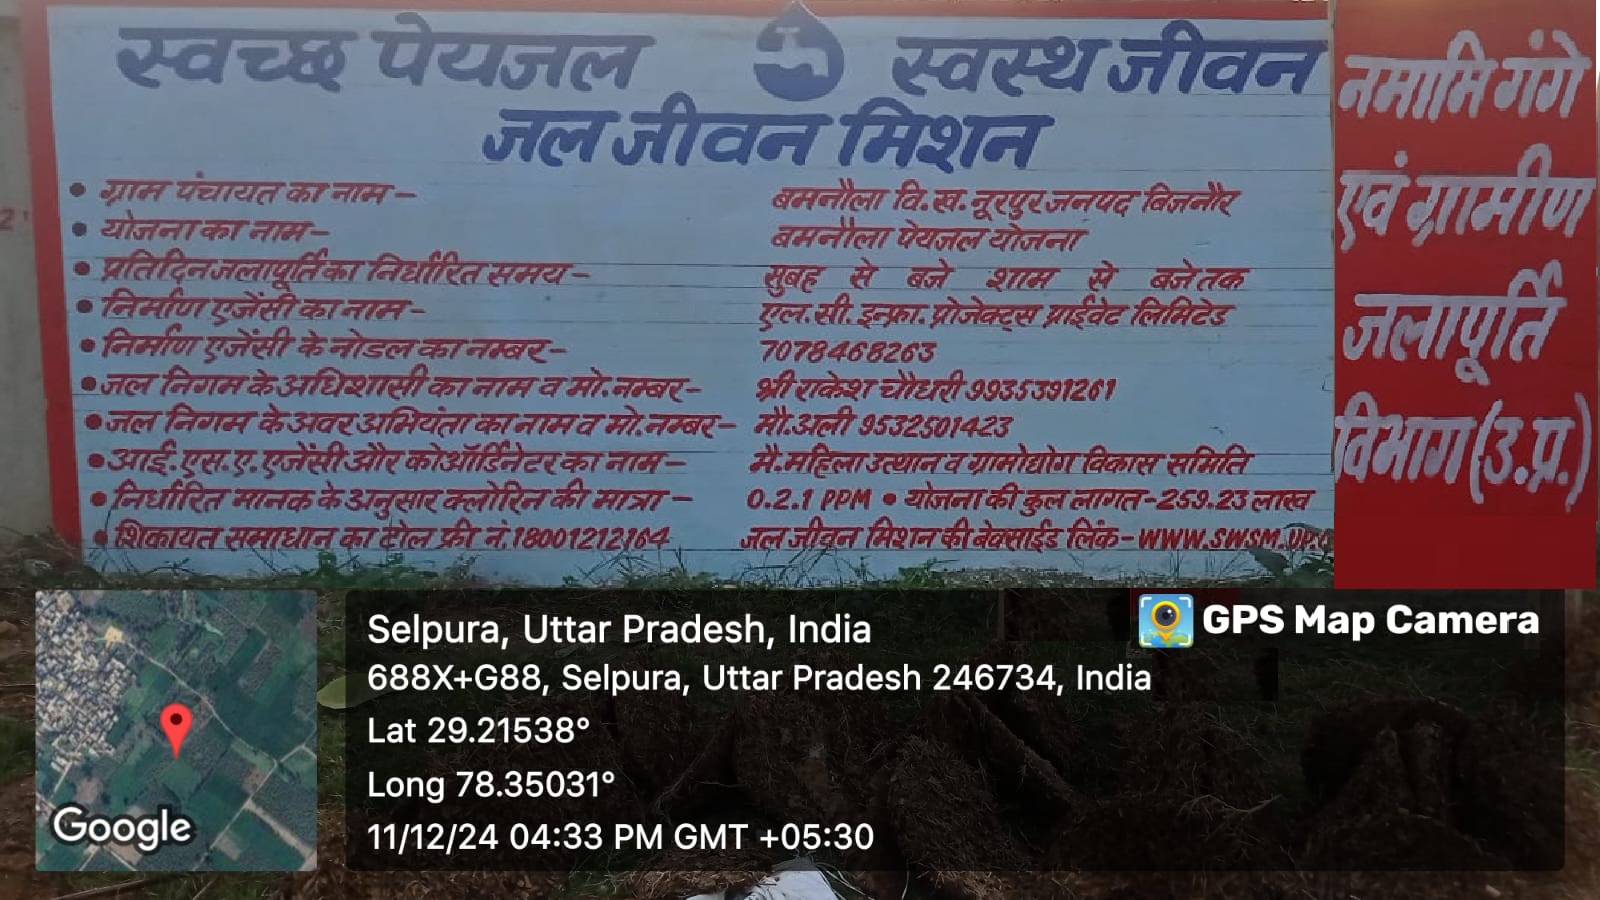 स्वच्छ पेयजल स्वस्थ जीवन
जल जीवन मिशन
• ग्राम पंचायत का नाम – बमनौला वि.ख. नूरपुर जनपद बिजनौर
• योजना का नाम – बमनौला पेयजल योजना
• प्रतिदिन जलापूर्ति का निर्धारित समय – सुबह से बजे शाम से बजे तक
• निर्माण एजेंसी का नाम – एल.सी. इन्फ्रा. प्रोजेक्ट्स प्राईवेट लिमिटेड
• निर्माण एजेंसी के नोडल का नम्बर – 7078468263
• जल निगम के अधिशासी का नाम व मो. नम्बर – श्री राकेश चौधरी 9935391261
• जल निगम के अवर अभियंता का नाम व मो. नम्बर – मौ. अली 9532501423
• आई.एस.ए. एजेंसी और कोऑर्डिनेटर का नाम – मै. महिला उत्थान व ग्रामोद्योग विकास समिति
• निर्धारित मानक के अनुसार क्लोरिन की मात्रा – 0.2.1 PPM • योजना की कुल लागत – 259.23 लाख
• शिकायत समाधान का टोल फ्री नं. 18001212164 जल जीवन मिशन की बेक्साईड लिंक – WWW.SWSM.UP.
नमामि गंगे
एवं ग्रामीण
जलापूर्ति
विभाग (उ.प्र.)
GPS Map Camera
Selpura, Uttar Pradesh, India
688X+G88, Selpura, Uttar Pradesh 246734, India
Lat 29.21538°
Long 78.35031°
11/12/24 04:33 PM GMT +05:30
Google